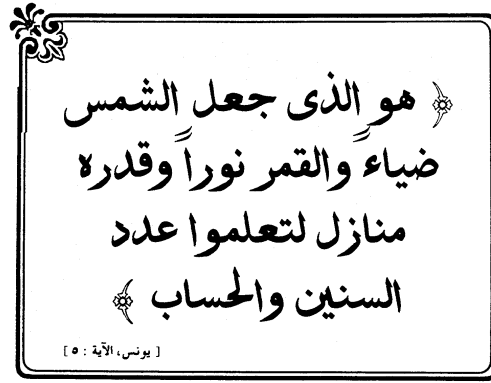 ﴿ هو الذى جعل الشمس
ضياءً والقمر نوراً وقدره
منازل لتعلموا عدد
السنين والحساب ﴾
[ يونس، الآية : ٥ ]